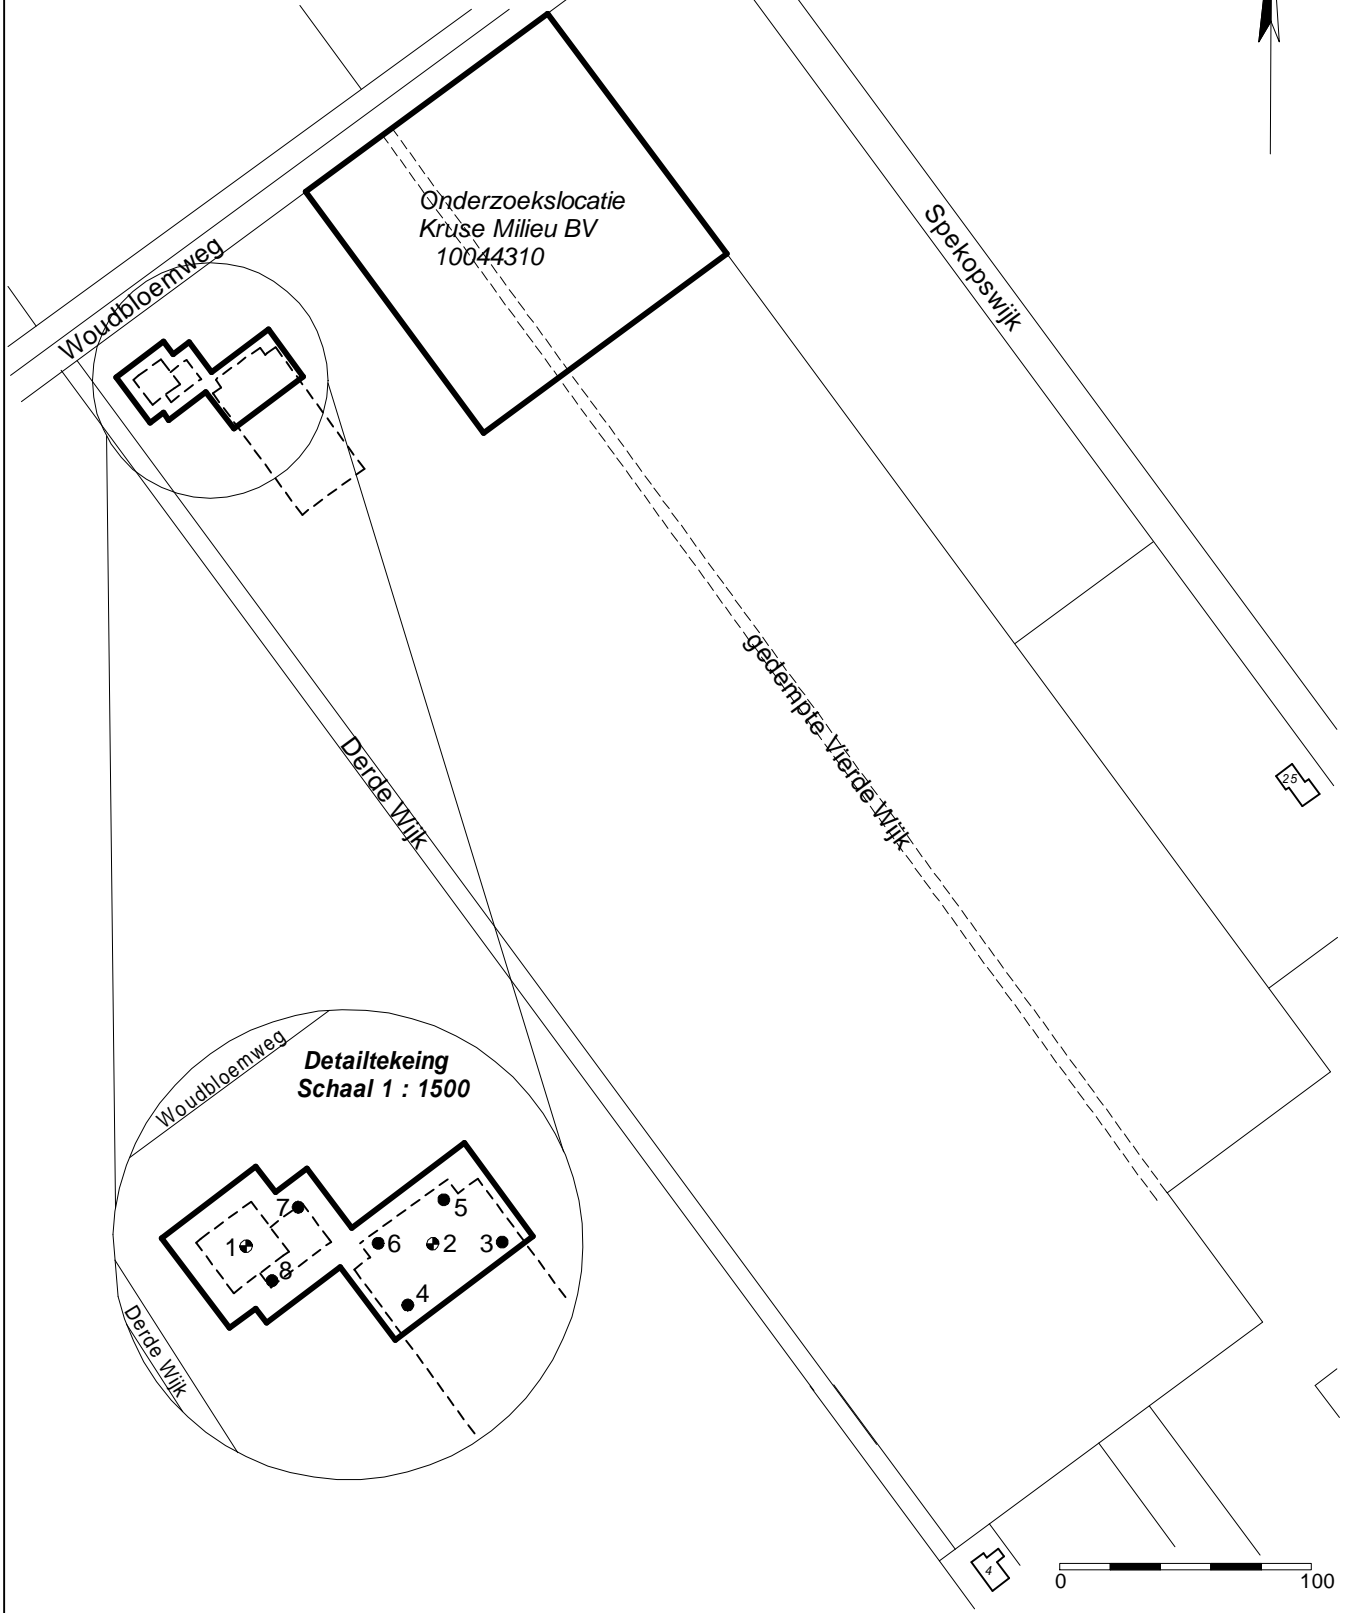 Onderzoekslocatie
Kruse Milieu BV
10044310
Spekopswijk
Woudbloemweg
gedempte Vierde Wijk
Derde Wijk
25
Woudbloemweg
Detailtekeing
Schaal 1 : 1500
7
5
1
6
2
3
8
4
Derde Wijk
4
0
100